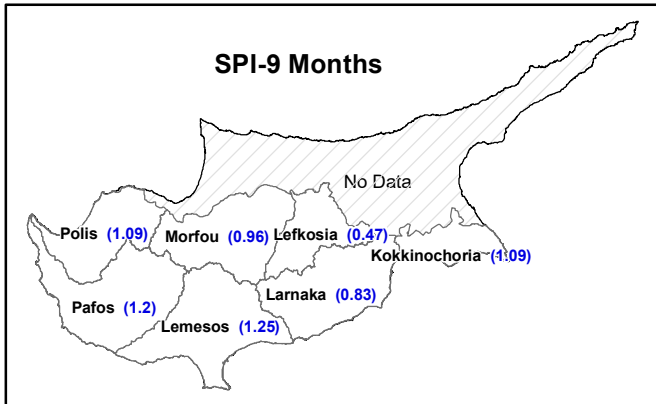 SPI-9 Months
No Data
Polis (1.09)
Morfou (0.96)
Lefkosia (0.47)
Kokkinochoria (1.09)
Pafos (1.2)
Larnaka (0.83)
Lemesos (1.25)